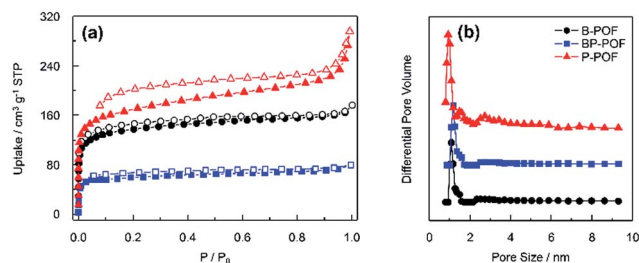 (a)
Uptake / cm³ g⁻¹ STP
320
240
160
80
0
0.0 0.2 0.4 0.6 0.8 1.0
P / P₀
(b)
B-POF
BP-POF
P-POF
Differential Pore Volume
0 2 4 6 8 10
Pore Size / nm